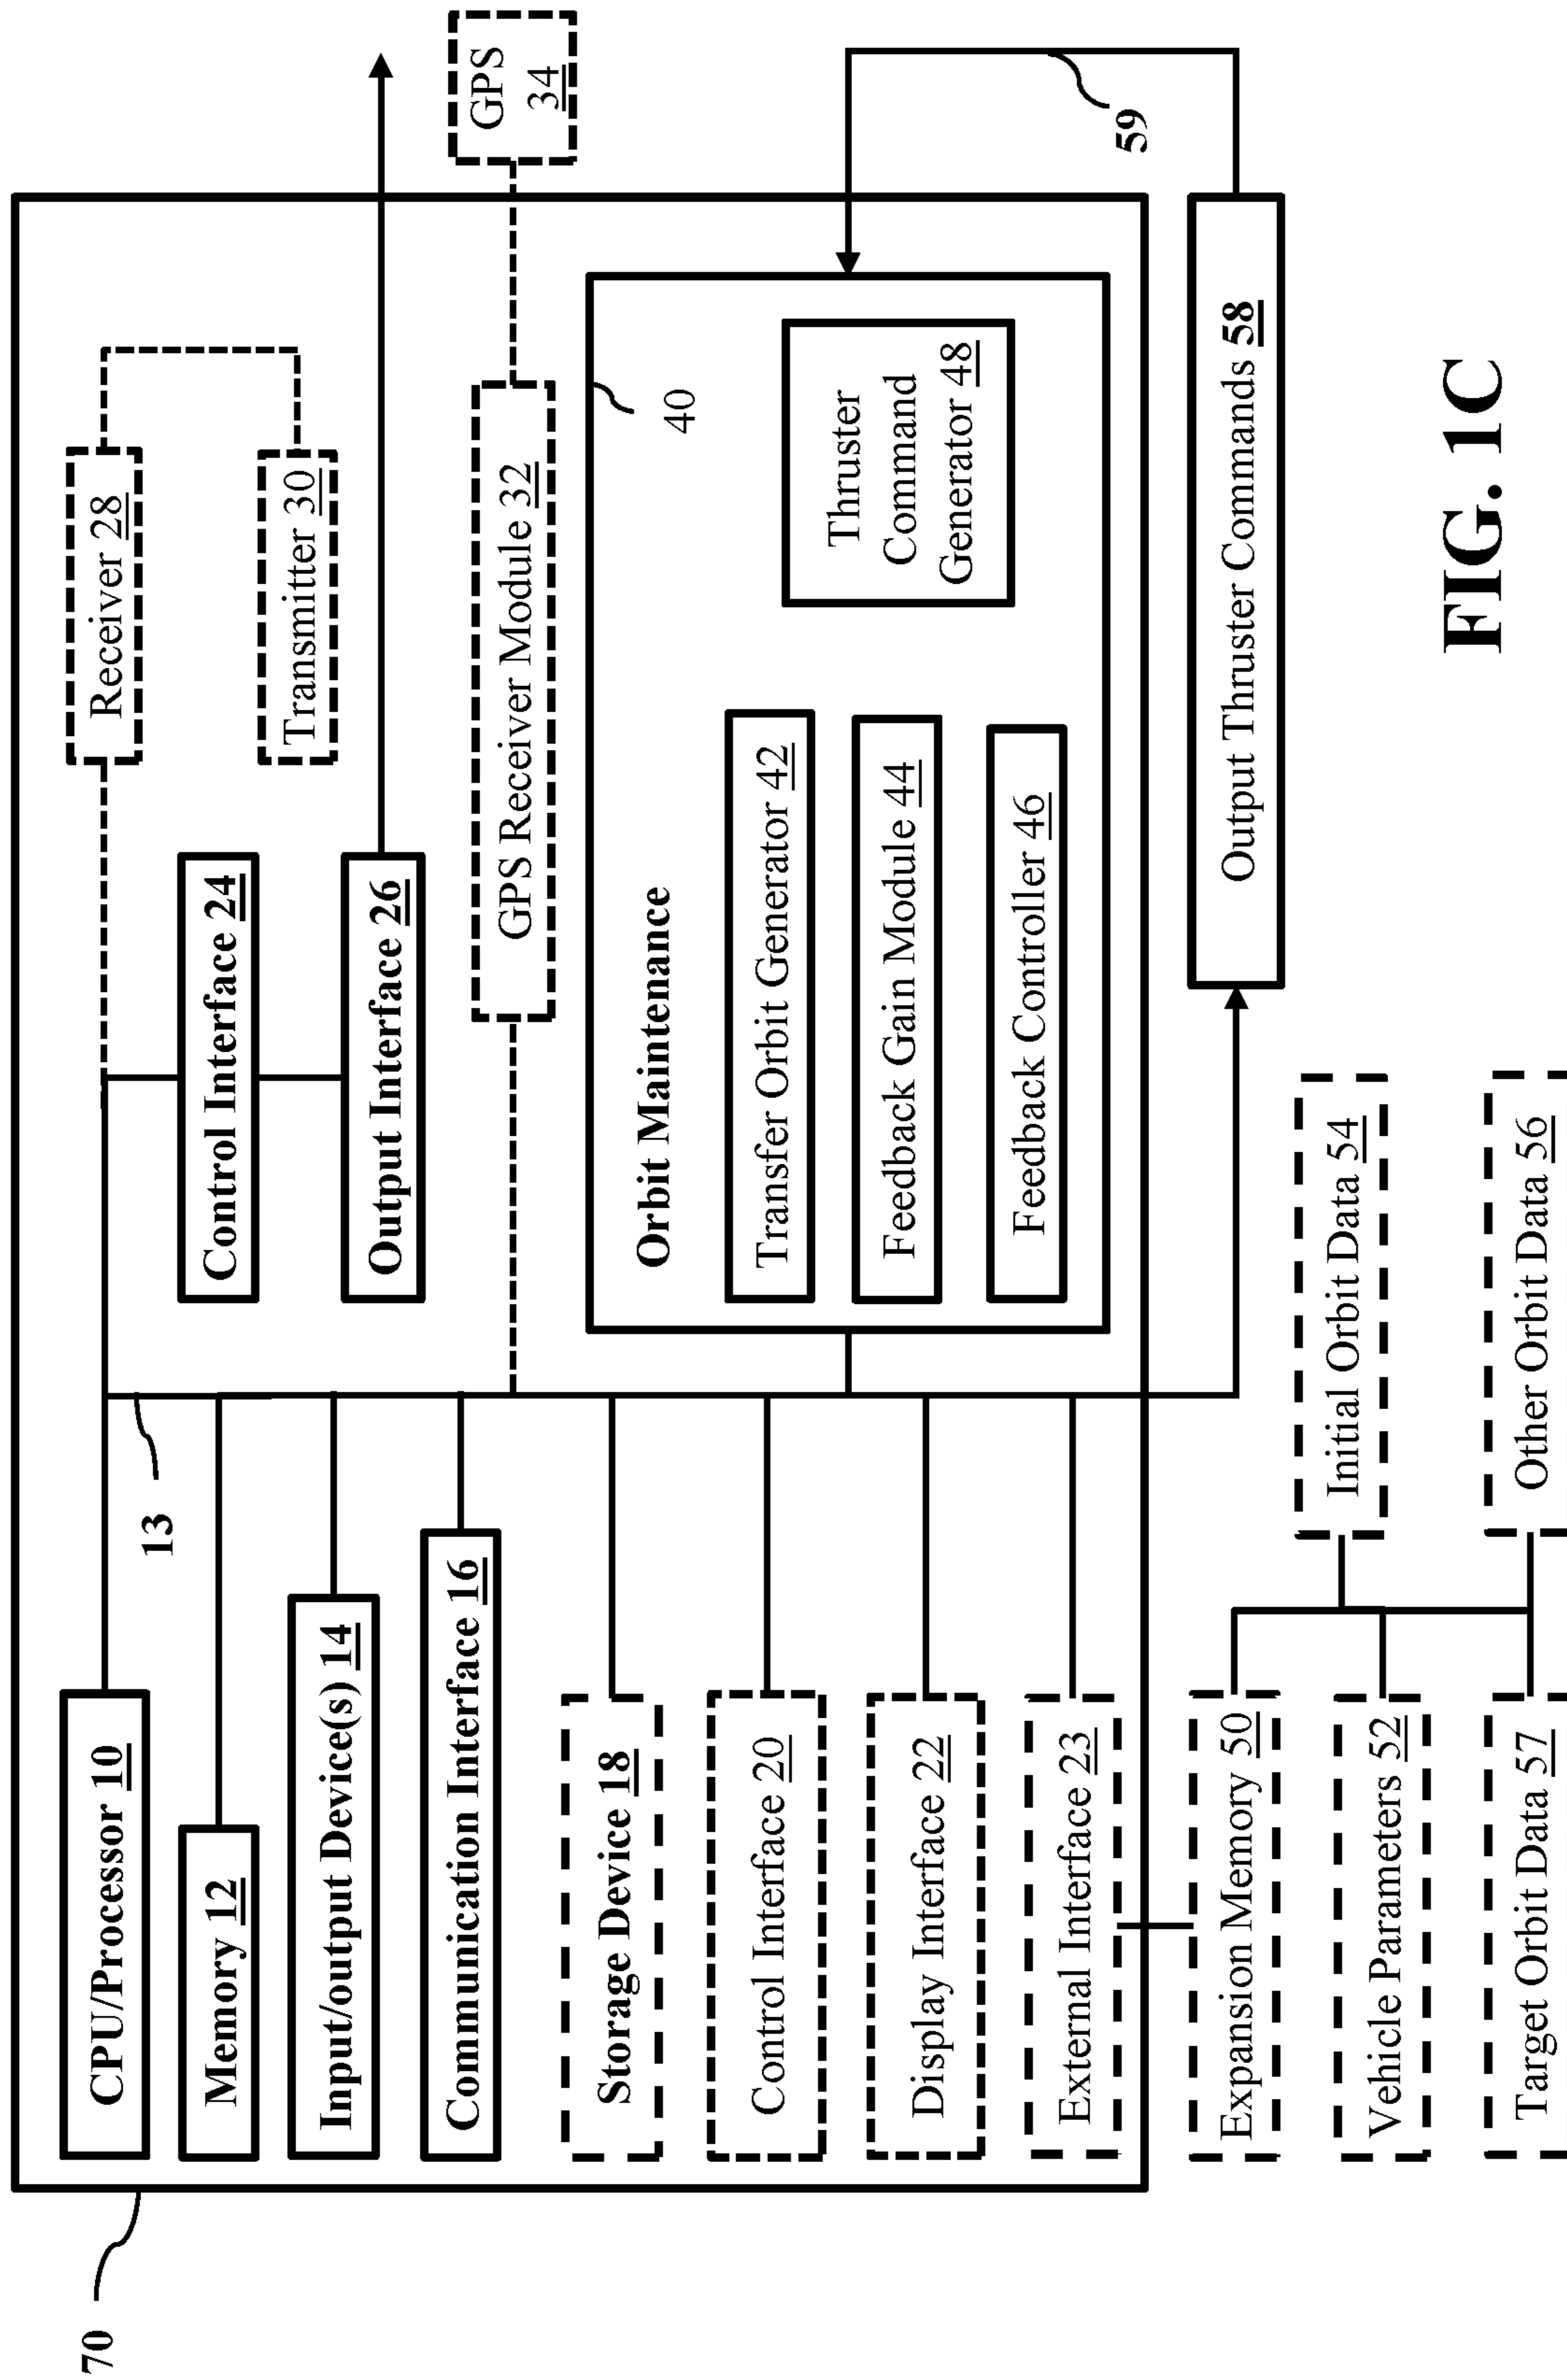 70
13
CPU/Processor 10
Memory 12
Input/output Device(s) 14
Communication Interface 16
Storage Device 18
Control Interface 20
Display Interface 22
External Interface 23
Expansion Memory 50
Vehicle Parameters 52
Target Orbit Data 57
Initial Orbit Data 54
Other Orbit Data 56
Control Interface 24
Output Interface 26
Receiver 28
Transmitter 30
GPS Receiver Module 32
GPS
34
Orbit Maintenance
40
Transfer Orbit Generator 42
Feedback Gain Module 44
Feedback Controller 46
Thruster
Command
Generator 48
Output Thruster Commands 58
59
FIG. 1C